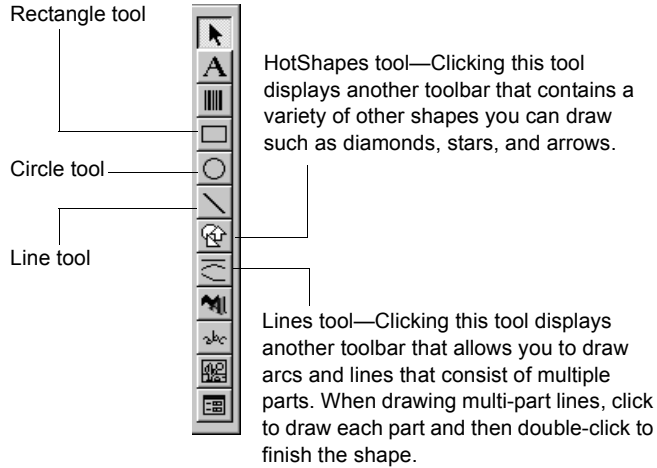 Rectangle tool
A
HotShapes tool—Clicking this tool
displays another toolbar that contains a
variety of other shapes you can draw
such as diamonds, stars, and arrows.
Circle tool
Line tool
abc
Lines tool—Clicking this tool displays
another toolbar that allows you to draw
arcs and lines that consist of multiple
parts. When drawing multi-part lines, click
to draw each part and then double-click to
finish the shape.